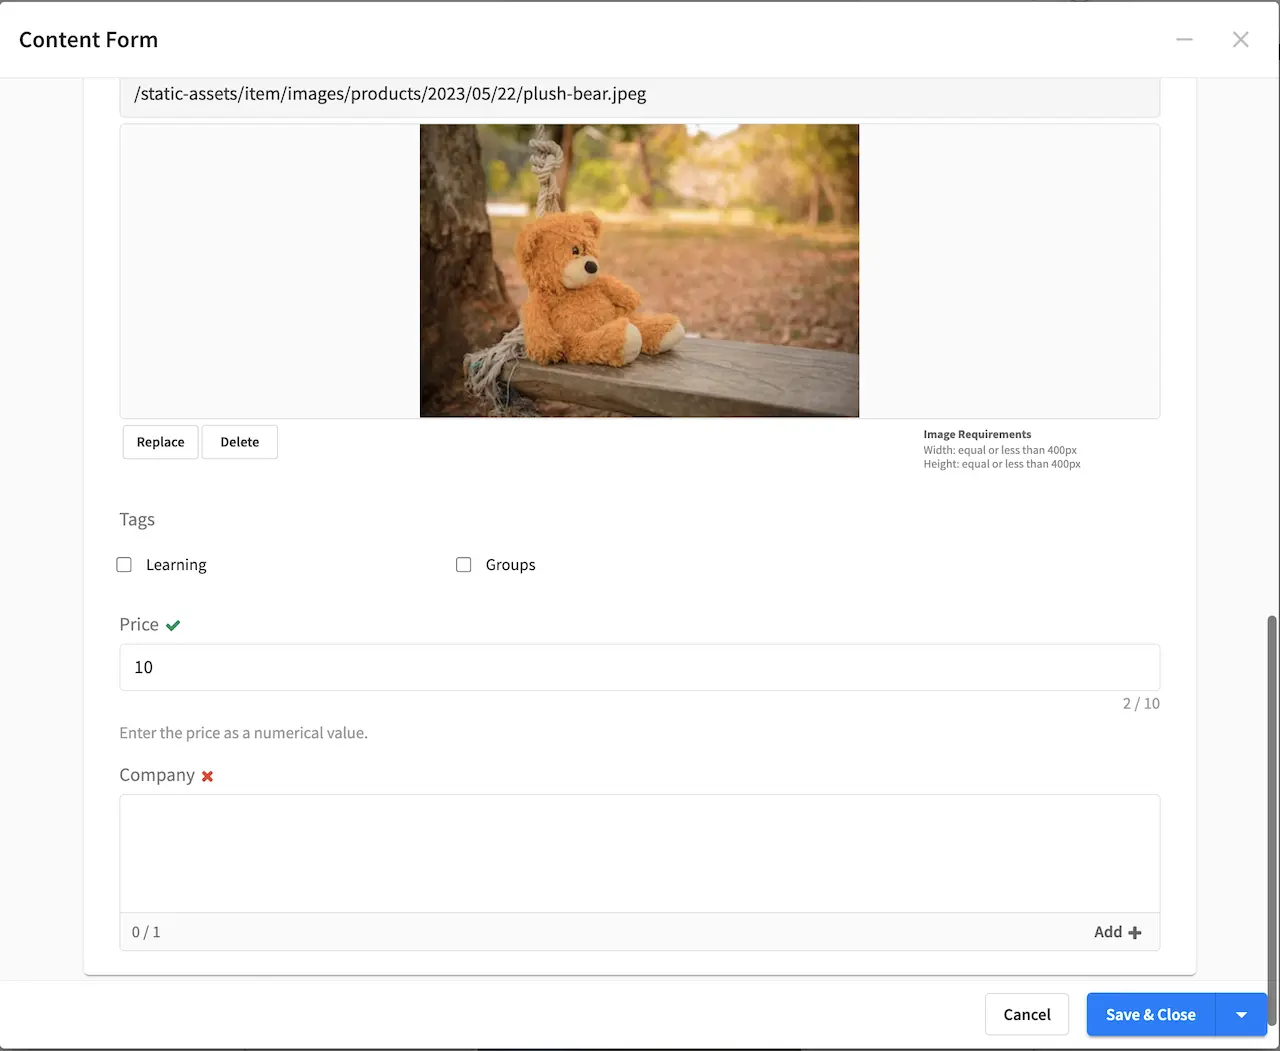 Content Form
/static-assets/item/images/products/2023/05/22/plush-bear.jpeg
Replace
Delete
Image Requirements
Width: equal or less than 400px
Height: equal or less than 400px
Tags
Learning
Groups
Price
10
2 / 10
Enter the price as a numerical value.
Company
0 / 1
Add
Cancel
Save & Close